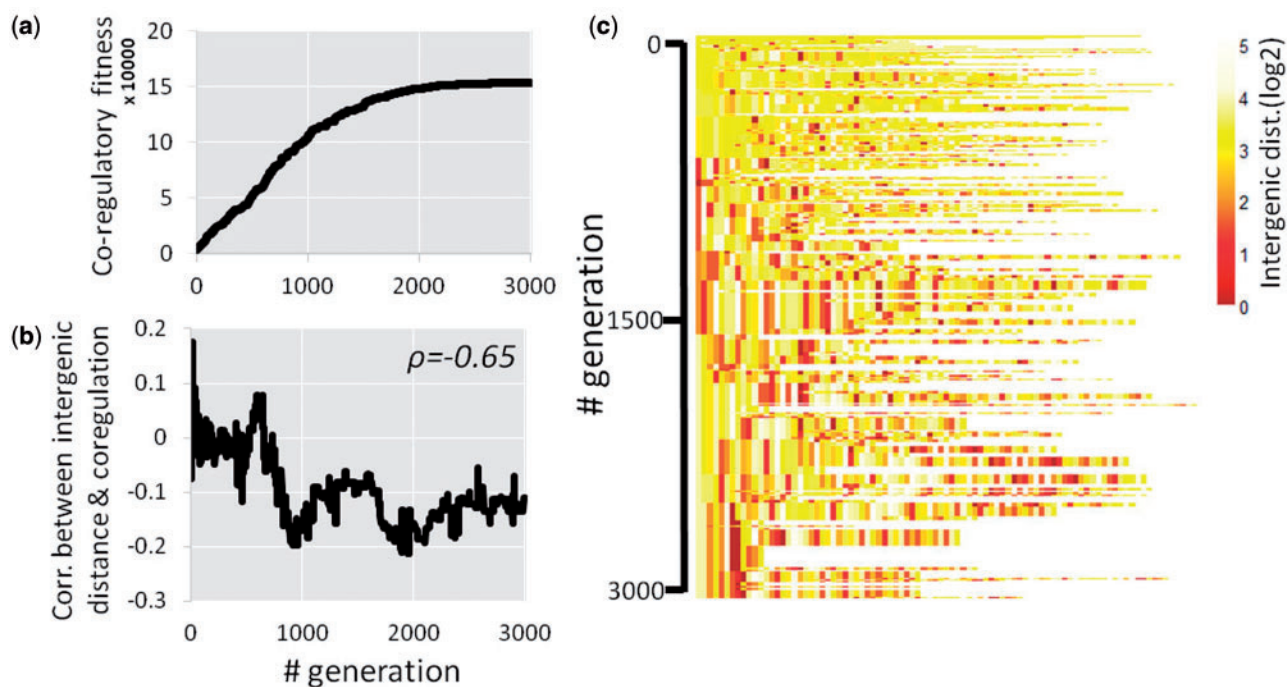 (a)
Co-regulatory fitness
x10000
20
15
10
5
0
0 1000 2000 3000
(b)
Corr. between intergenic
distance & coregulation
0.2
0.1
0
-0.1
-0.2
-0.3
ρ=-0.65
0 1000 2000 3000
# generation
(c)
# generation
0
1500
3000
5
4
3
2
1
0
Intergenic dist.(log2)